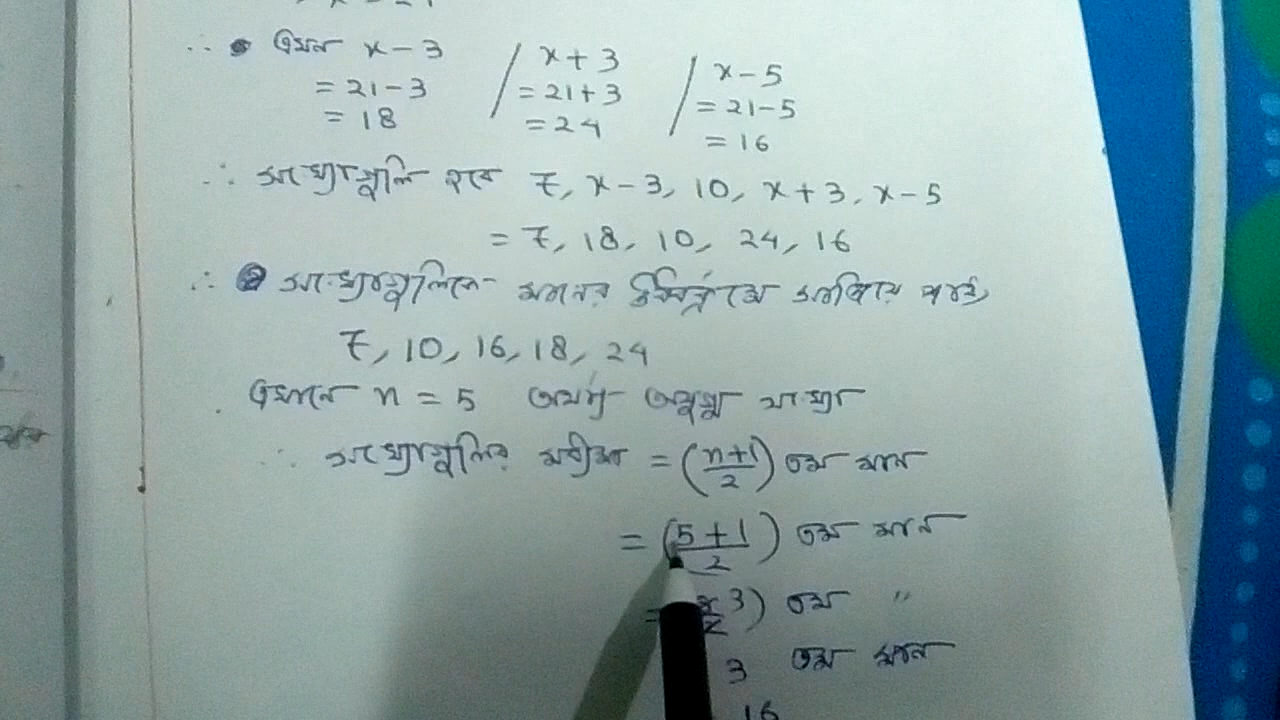 ∴ এখন x-3 / x+3 / x-5
= 21-3 / = 21+3 / = 21-5
= 18 = 24 = 16
∴ সংখ্যাগুলি হবে 7, x-3, 10, x+3, x-5
= 7, 18, 10, 24, 16
∴ সংখ্যাগুলিকে মানের ঊর্ধ্বক্রমে সাজিয়ে পাই,
7, 10, 16, 18, 24
এখানে n = 5 অর্থাৎ অযুগ্ম সংখ্যা
∴ সংখ্যাগুলির মধ্যমা = (n+1/2) তম মান
= (5+1/2) তম মান
3) তম "
3 তম মান
16